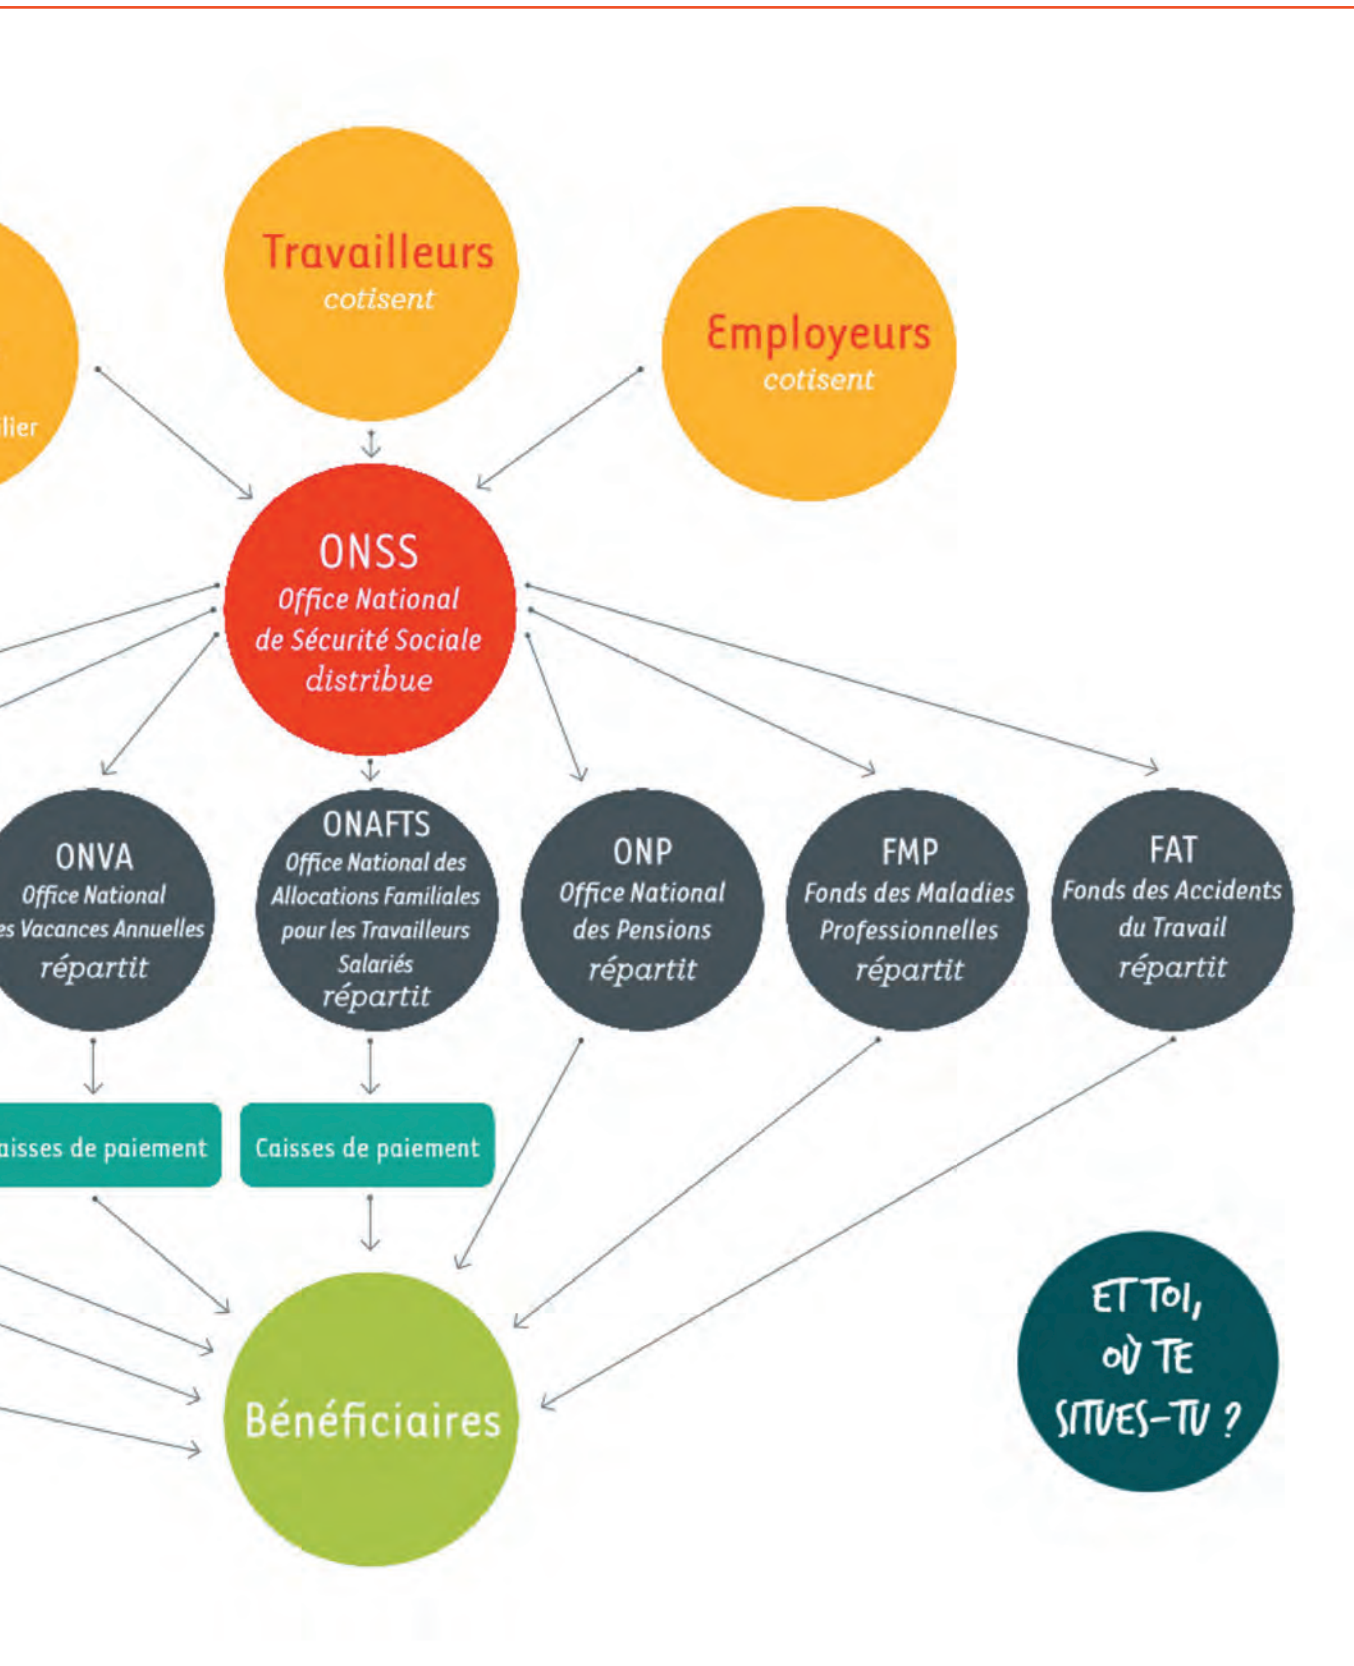 Travailleurs
cotisent
Employeurs
cotisent
lier
ONSS
Office National
de Sécurité Sociale
distribue
ONVA
Office National
es Vacances Annuelles
répartit
ONAFTS
Office National des
Allocations Familiales
pour les Travailleurs
Salariés
répartit
ONP
Office National
des Pensions
répartit
FMP
Fonds des Maladies
Professionnelles
répartit
FAT
Fonds des Accidents
du Travail
répartit
aisses de paiement
Caisses de paiement
Bénéficiaires
ET TOI,
OÙ TE
SITUES-TU ?